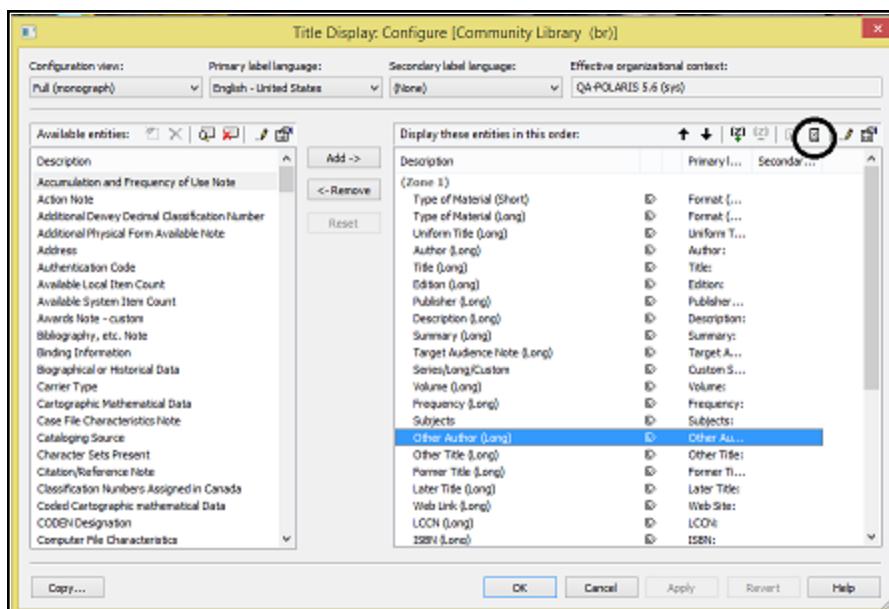 Title Display: Configure [Community Library (br)]
Configuration view: Primary label language: Secondary label language: Effective organizational context:
Full (monograph) English - United States (None) QA-POLARIS 5.6 (sys)
Available entities: Display these entities in this order:
Description
Accumulation and Frequency of Use Note
Action Note
Additional Dewey Decimal Classification Number
Additional Physical Form Available Note
Address
Authentication Code
Available Local Item Count
Available System Item Count
Awards Note - custom
Bibliography, etc. Note
Binding Information
Biographical or Historical Data
Carrier Type
Cartographic Mathematical Data
Case File Characteristics Note
Cataloging Source
Character Sets Present
Citation/Reference Note
Classification Numbers Assigned in Canada
Coded Cartographic mathematical Data
CODEN Designation
Computer File Characteristics
Add ->
<- Remove
Reset
Description Primary l... Secondar...
(Zone 1)
Type of Material (Short) Format (...
Type of Material (Long) Format (...
Uniform Title (Long) Uniform T...
Author (Long) Author:
Title (Long) Title:
Edition (Long) Edition:
Publisher (Long) Publisher ...
Description (Long) Description:
Summary (Long) Summary:
Target Audience Note (Long) Target A...
Series/Long/Custom Custom S...
Volume (Long) Volume:
Frequency (Long) Frequency:
Subjects Subjects:
Other Author (Long) Other Au...
Other Title (Long) Other Title:
Former Title (Long) Former Ti...
Later Title (Long) Later Title:
Web Link (Long) Web Site:
LCCN (Long) LCCN:
ISBN (Long) ISBN:
Copy... OK Cancel Apply Revert Help